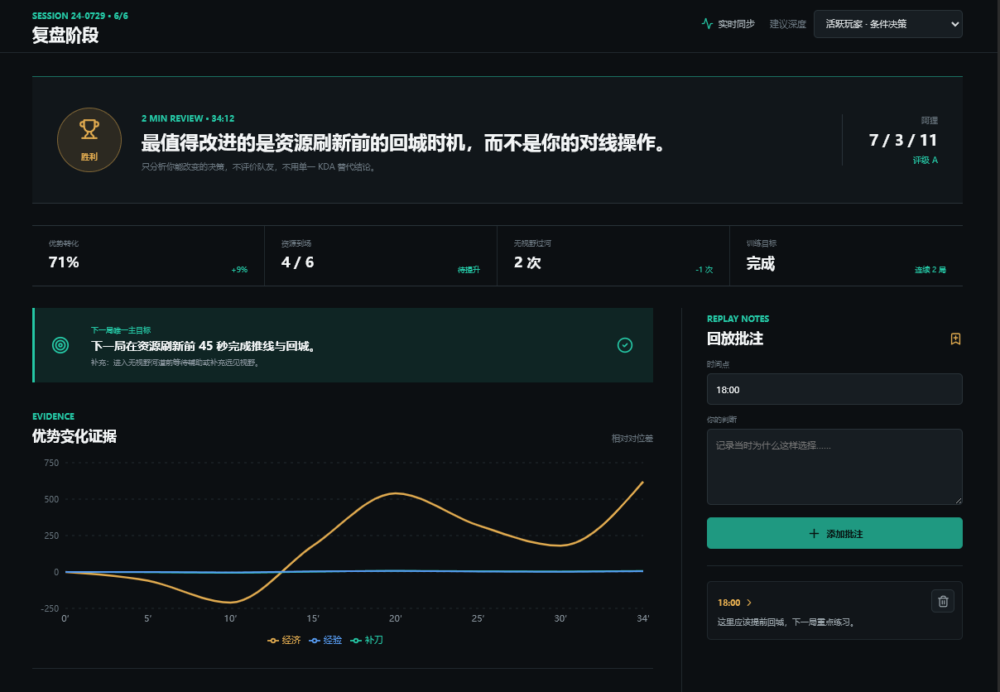 SESSION 24-0729 • 6/6
复盘阶段
实时同步
建议深度
活跃玩家 · 条件决策
胜利
2 MIN REVIEW • 34:12
最值得改进的是资源刷新前的回城时机，而不是你的对线操作。
只分析你能改变的决策，不评价队友，不用单一 KDA 替代结论。
阿狸
7 / 3 / 11
评级 A
优势转化
71%
+9%
资源到场
4 / 6
待提升
无视野过河
2 次
-1 次
训练目标
完成
连续 2 局
下一局唯一主目标
下一局在资源刷新前 45 秒完成推线与回城。
补充：进入无视野河道前等待辅助或补充远见视野。
EVIDENCE
优势变化证据
相对对位差
750
500
250
0
-250
0'
5'
10'
15'
20'
25'
30'
34'
经济
经验
补刀
REPLAY NOTES
回放批注
时间点
18:00
你的判断
记录当时为什么这样选择……
添加批注
18:00
这里应该提前回城，下一局重点练习。